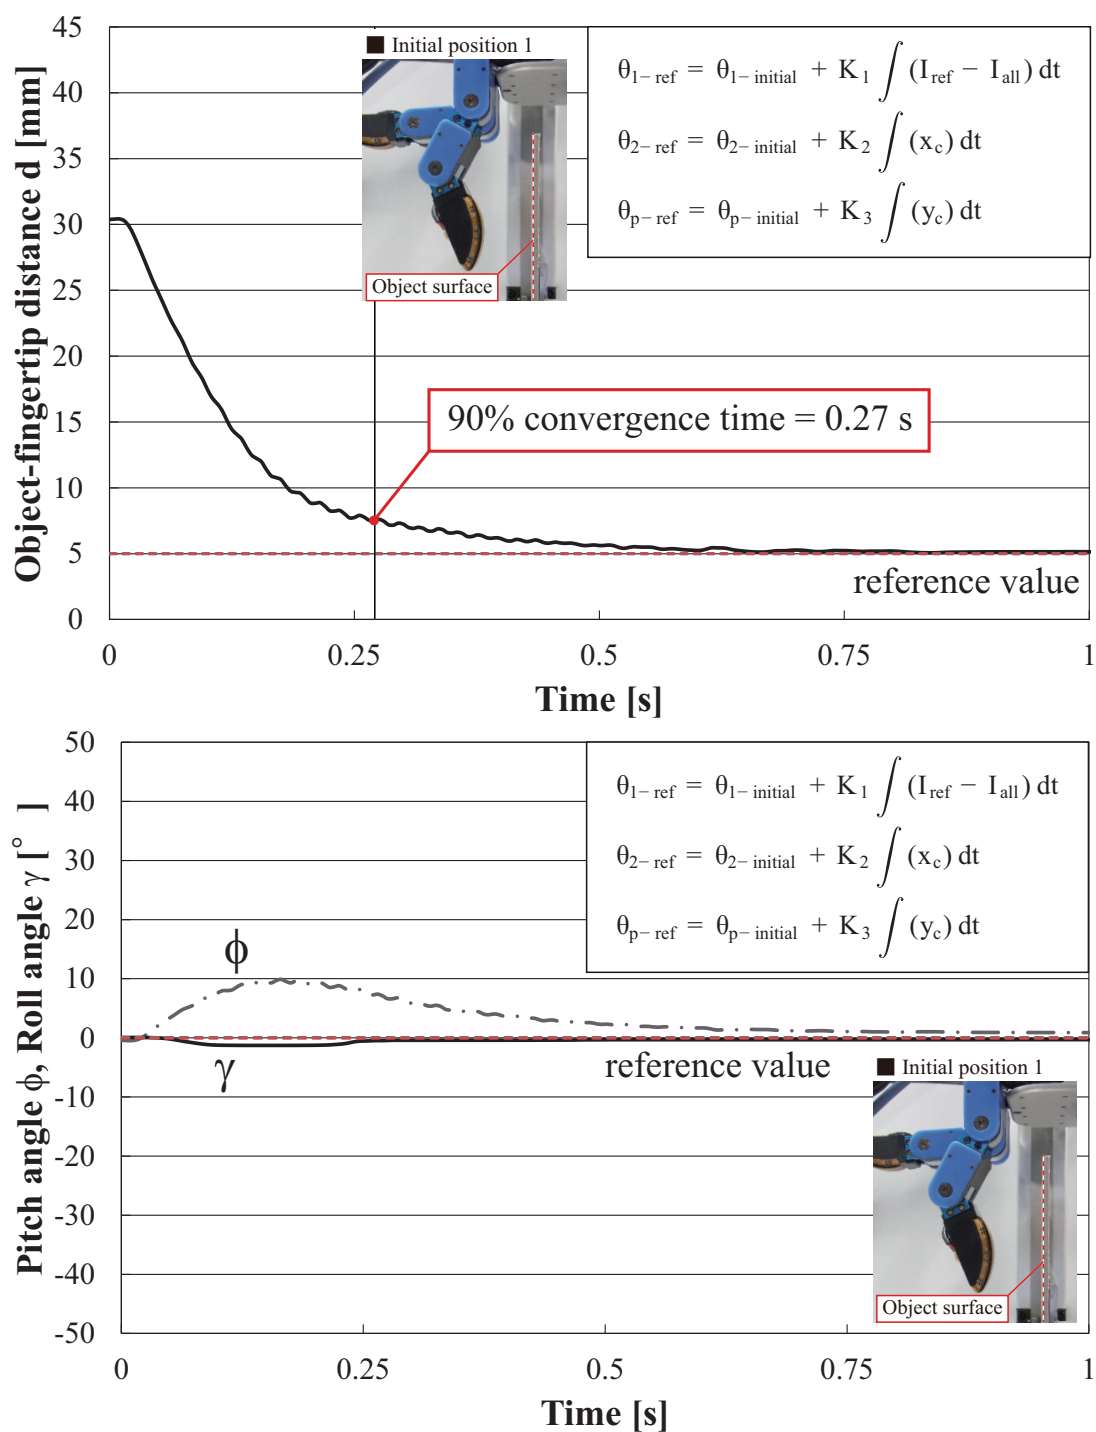 45
40
35
30
25
20
15
10
5
0
Object-fingertip distance d [mm]
■ Initial position 1
Object surface
θ1− ref = θ1− initial + K1 ∫ (Iref − Iall) dt
θ2− ref = θ2− initial + K2 ∫ (xc) dt
θp− ref = θp− initial + K3 ∫ (yc) dt
90% convergence time = 0.27 s
reference value
0 0.25 0.5 0.75 1
Time [s]
50
40
30
20
10
0
-10
-20
-30
-40
-50
Pitch angle ϕ, Roll angle γ [° ]
θ1− ref = θ1− initial + K1 ∫ (Iref − Iall) dt
θ2− ref = θ2− initial + K2 ∫ (xc) dt
θp− ref = θp− initial + K3 ∫ (yc) dt
ϕ
γ
reference value
■ Initial position 1
Object surface
0 0.25 0.5 0.75 1
Time [s]